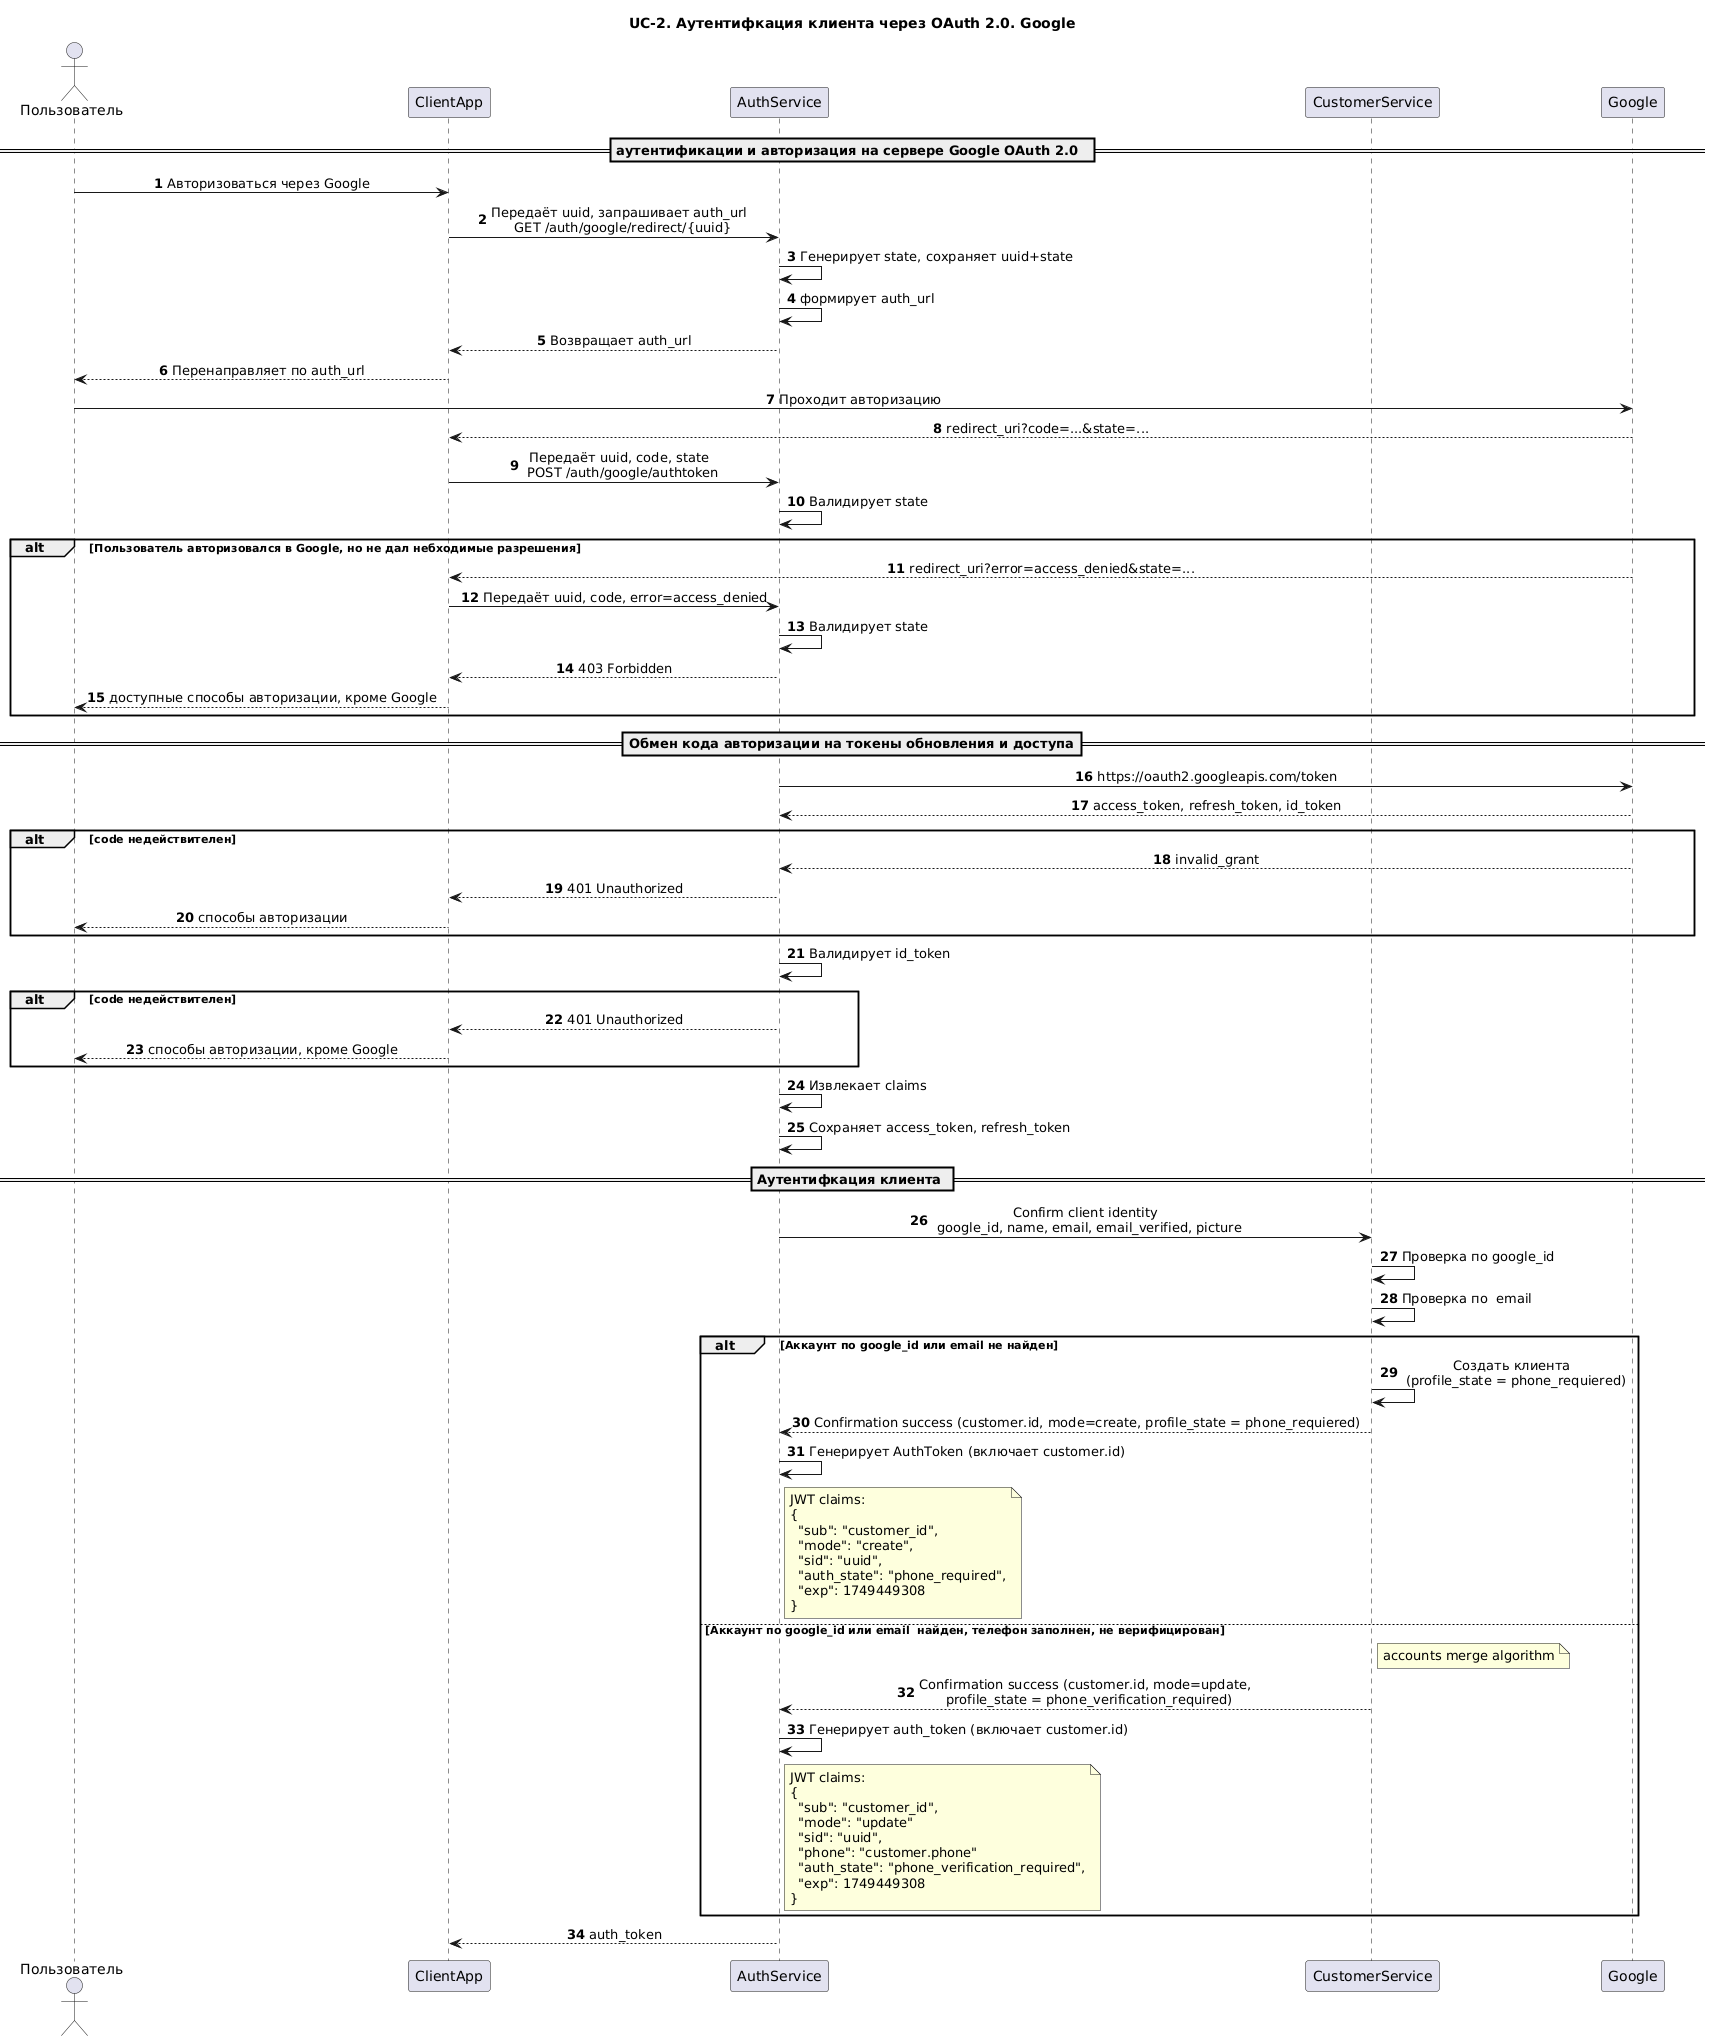 UC-2. Аутентифкация клиента через OAuth 2.0. Google
Пользователь
ClientApp
AuthService
CustomerService
Google
аутентификации и авторизация на сервере Google OAuth 2.0
1 Авторизоваться через Google
2 Передаёт uuid, запрашивает auth_url
GET /auth/google/redirect/{uuid}
3 Генерирует state, сохраняет uuid+state
4 формирует auth_url
5 Возвращает auth_url
6 Перенаправляет по auth_url
7 Проходит авторизацию
8 redirect_uri?code=...&state=...
9 Передаёт uuid, code, state
POST /auth/google/authtoken
10 Валидирует state
alt [Пользователь авторизовался в Google, но не дал небходимые разрешения]
11 redirect_uri?error=access_denied&state=...
12 Передаёт uuid, code, error=access_denied
13 Валидирует state
14 403 Forbidden
15 доступные способы авторизации, кроме Google
Обмен кода авторизации на токены обновления и доступа
16 https://oauth2.googleapis.com/token
17 access_token, refresh_token, id_token
alt [code недействителен]
18 invalid_grant
19 401 Unauthorized
20 способы авторизации
21 Валидирует id_token
alt [code недействителен]
22 401 Unauthorized
23 способы авторизации, кроме Google
24 Извлекает claims
25 Сохраняет access_token, refresh_token
Аутентифкация клиента
26 Confirm client identity
google_id, name, email, email_verified, picture
27 Проверка по google_id
28 Проверка по  email
alt [Аккаунт по google_id или email не найден]
29 Создать клиента
(profile_state = phone_requiered)
30 Confirmation success (customer.id, mode=create, profile_state = phone_requiered)
31 Генерирует AuthToken (включает customer.id)
JWT claims:
{
"sub": "customer_id",
"mode": "create",
"sid": "uuid",
"auth_state": "phone_required",
"exp": 1749449308
}
[Аккаунт по google_id или email  найден, телефон заполнен, не верифицирован]
accounts merge algorithm
32 Confirmation success (customer.id, mode=update,
profile_state = phone_verification_required)
33 Генерирует auth_token (включает customer.id)
JWT claims:
{
"sub": "customer_id",
"mode": "update"
"sid": "uuid",
"phone": "customer.phone"
"auth_state": "phone_verification_required",
"exp": 1749449308
}
34 auth_token
Пользователь
ClientApp
AuthService
CustomerService
Google